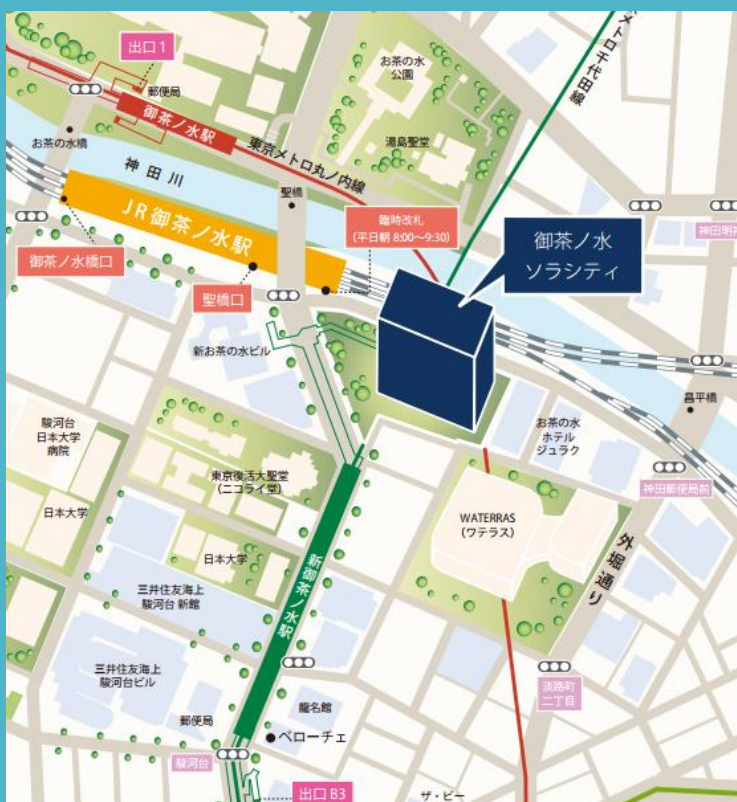 出口1
郵便局
御茶ノ水駅
お茶の水橋
お茶の水
公園
メトロ千代田線
湯島聖堂
東京メトロ丸ノ内線
神田川
聖橋
JR御茶ノ水駅
臨時改札
(平日朝 8:00〜9:30)
御茶ノ水
ソラシティ
神田明神
御茶ノ水橋口
聖橋口
新お茶の水ビル
昌平橋
お茶の水
ホテル
ジュラク
駿河台
日本大学
病院
東京復活大聖堂
(ニコライ堂)
神田郵便局前
日本大学
WATERRAS
(ワテラス)
外堀通り
日本大学
新御茶ノ水駅
三井住友海上
駿河台 新館
三井住友海上
駿河台ビル
淡路町
二丁目
郵便局
龍名館
ベローチェ
駿河台
出口 B3
ザ・ビー